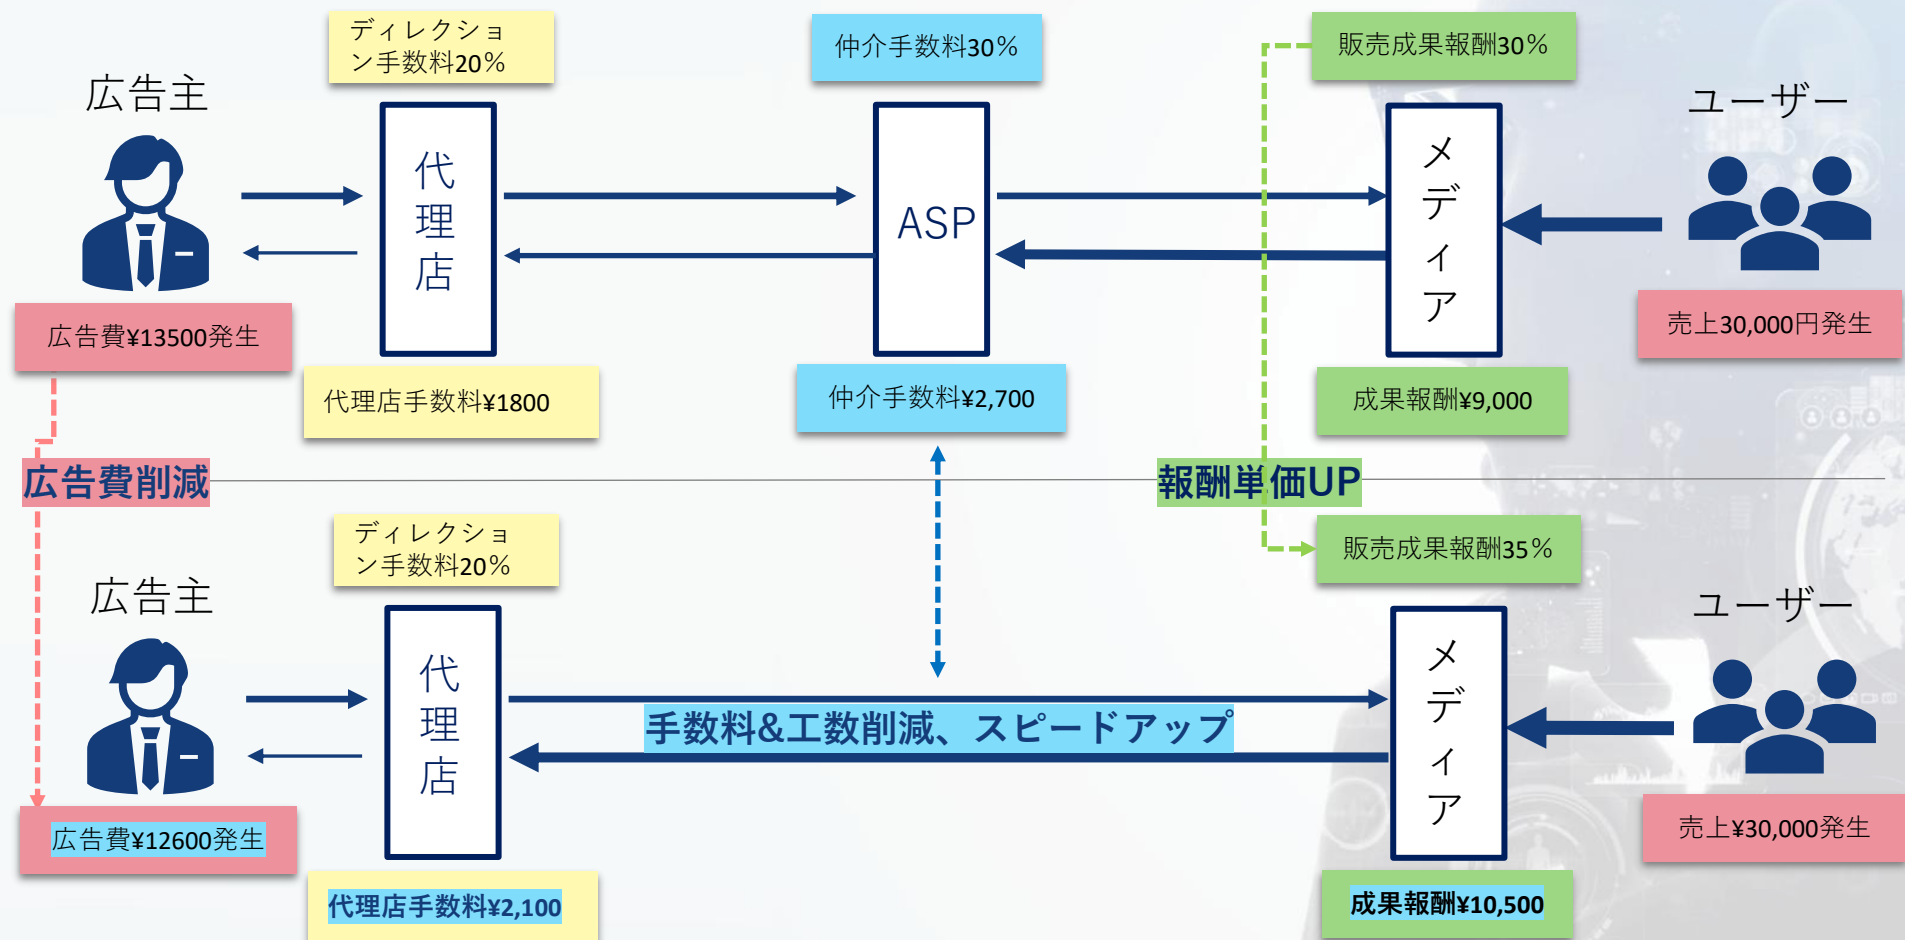 ディレクショ
ン手数料20%
仲介手数料30%
販売成果報酬30%
広告主
ユーザー
代理店
ASP
メディア
広告費¥13500発生
売上30,000円発生
代理店手数料¥1800
仲介手数料¥2,700
成果報酬¥9,000
広告費削減
報酬単価UP
ディレクショ
ン手数料20%
販売成果報酬35%
広告主
ユーザー
代理店
メディア
手数料&工数削減、スピードアップ
広告費¥12600発生
売上¥30,000発生
代理店手数料¥2,100
成果報酬¥10,500